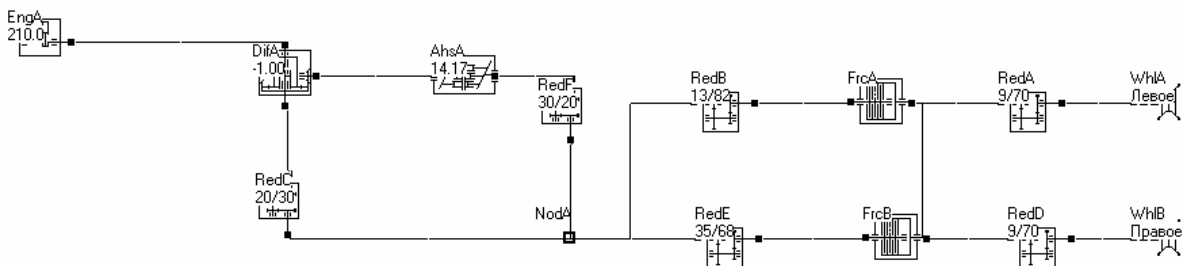 EngA
210.0
DifA
-1.00
AhsA
14.17
RedF
30/20
RedB
13/82
FrcA
RedA
9/70
WhlA
Левое
RedC
20/30
NodA
RedE
35/68
FrcB
RedD
9/70
WhlB
Правое